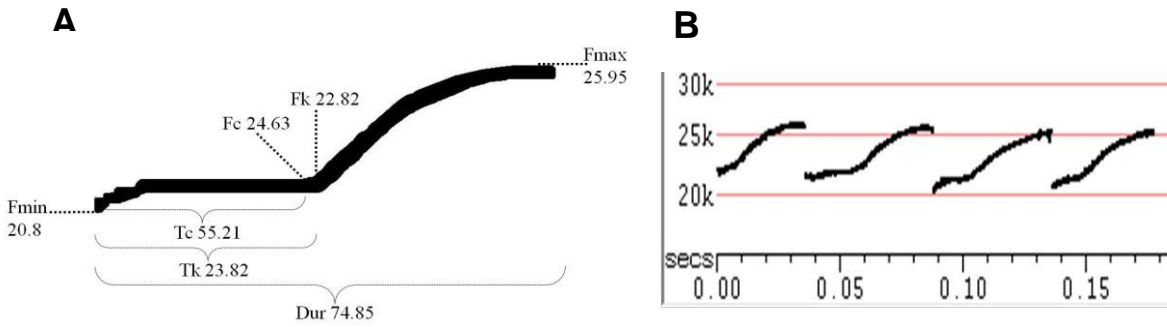 A
Fmax
25.95
Fk 22.82
Fc 24.63
Fmin
20.8
Tc 55.21
Tk 23.82
Dur 74.85
B
30k
25k
20k
secs
0.00 0.05 0.10 0.15